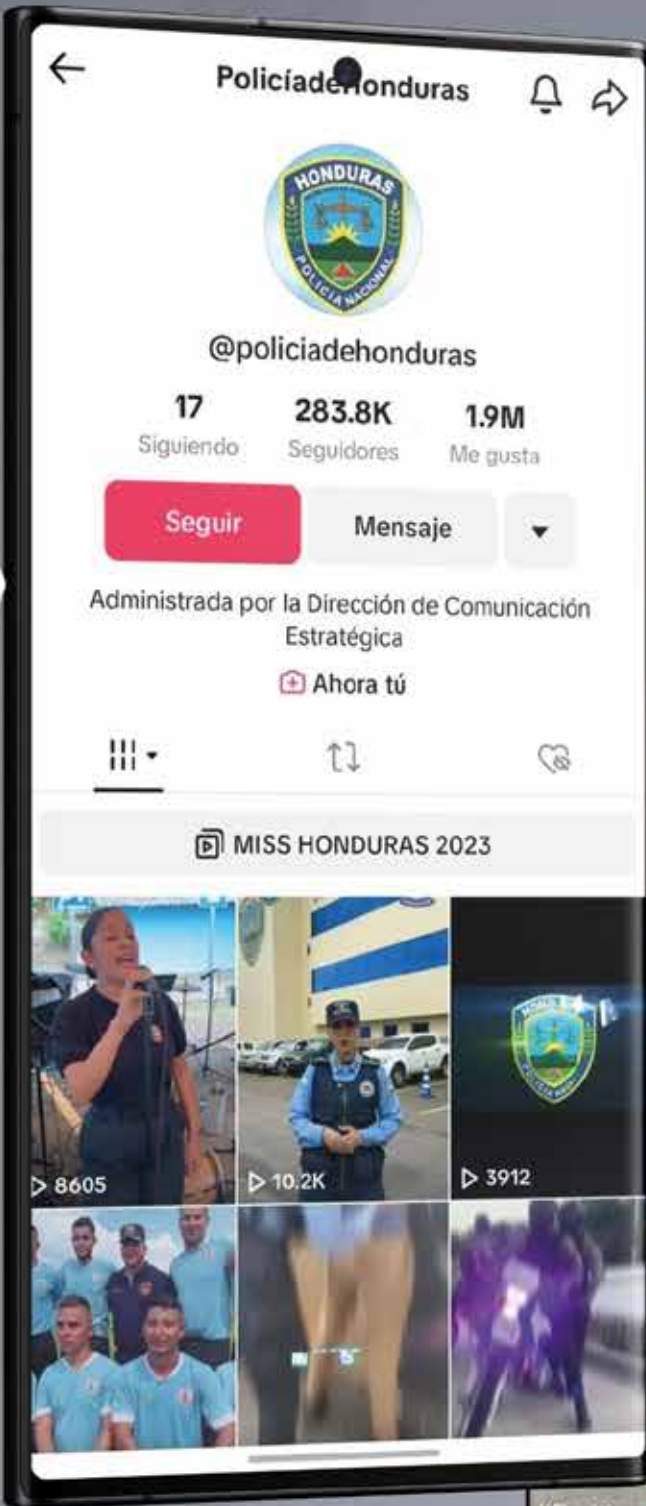 PolicíadeHonduras
HONDURAS
POLICIA NACIONAL
@policiadehonduras
17 283.8K 1.9M
Siguiendo Seguidores Me gusta
Seguir Mensaje
Administrada por la Dirección de Comunicación
Estratégica
Ahora tú
MISS HONDURAS 2023
8605 10.2K 3912